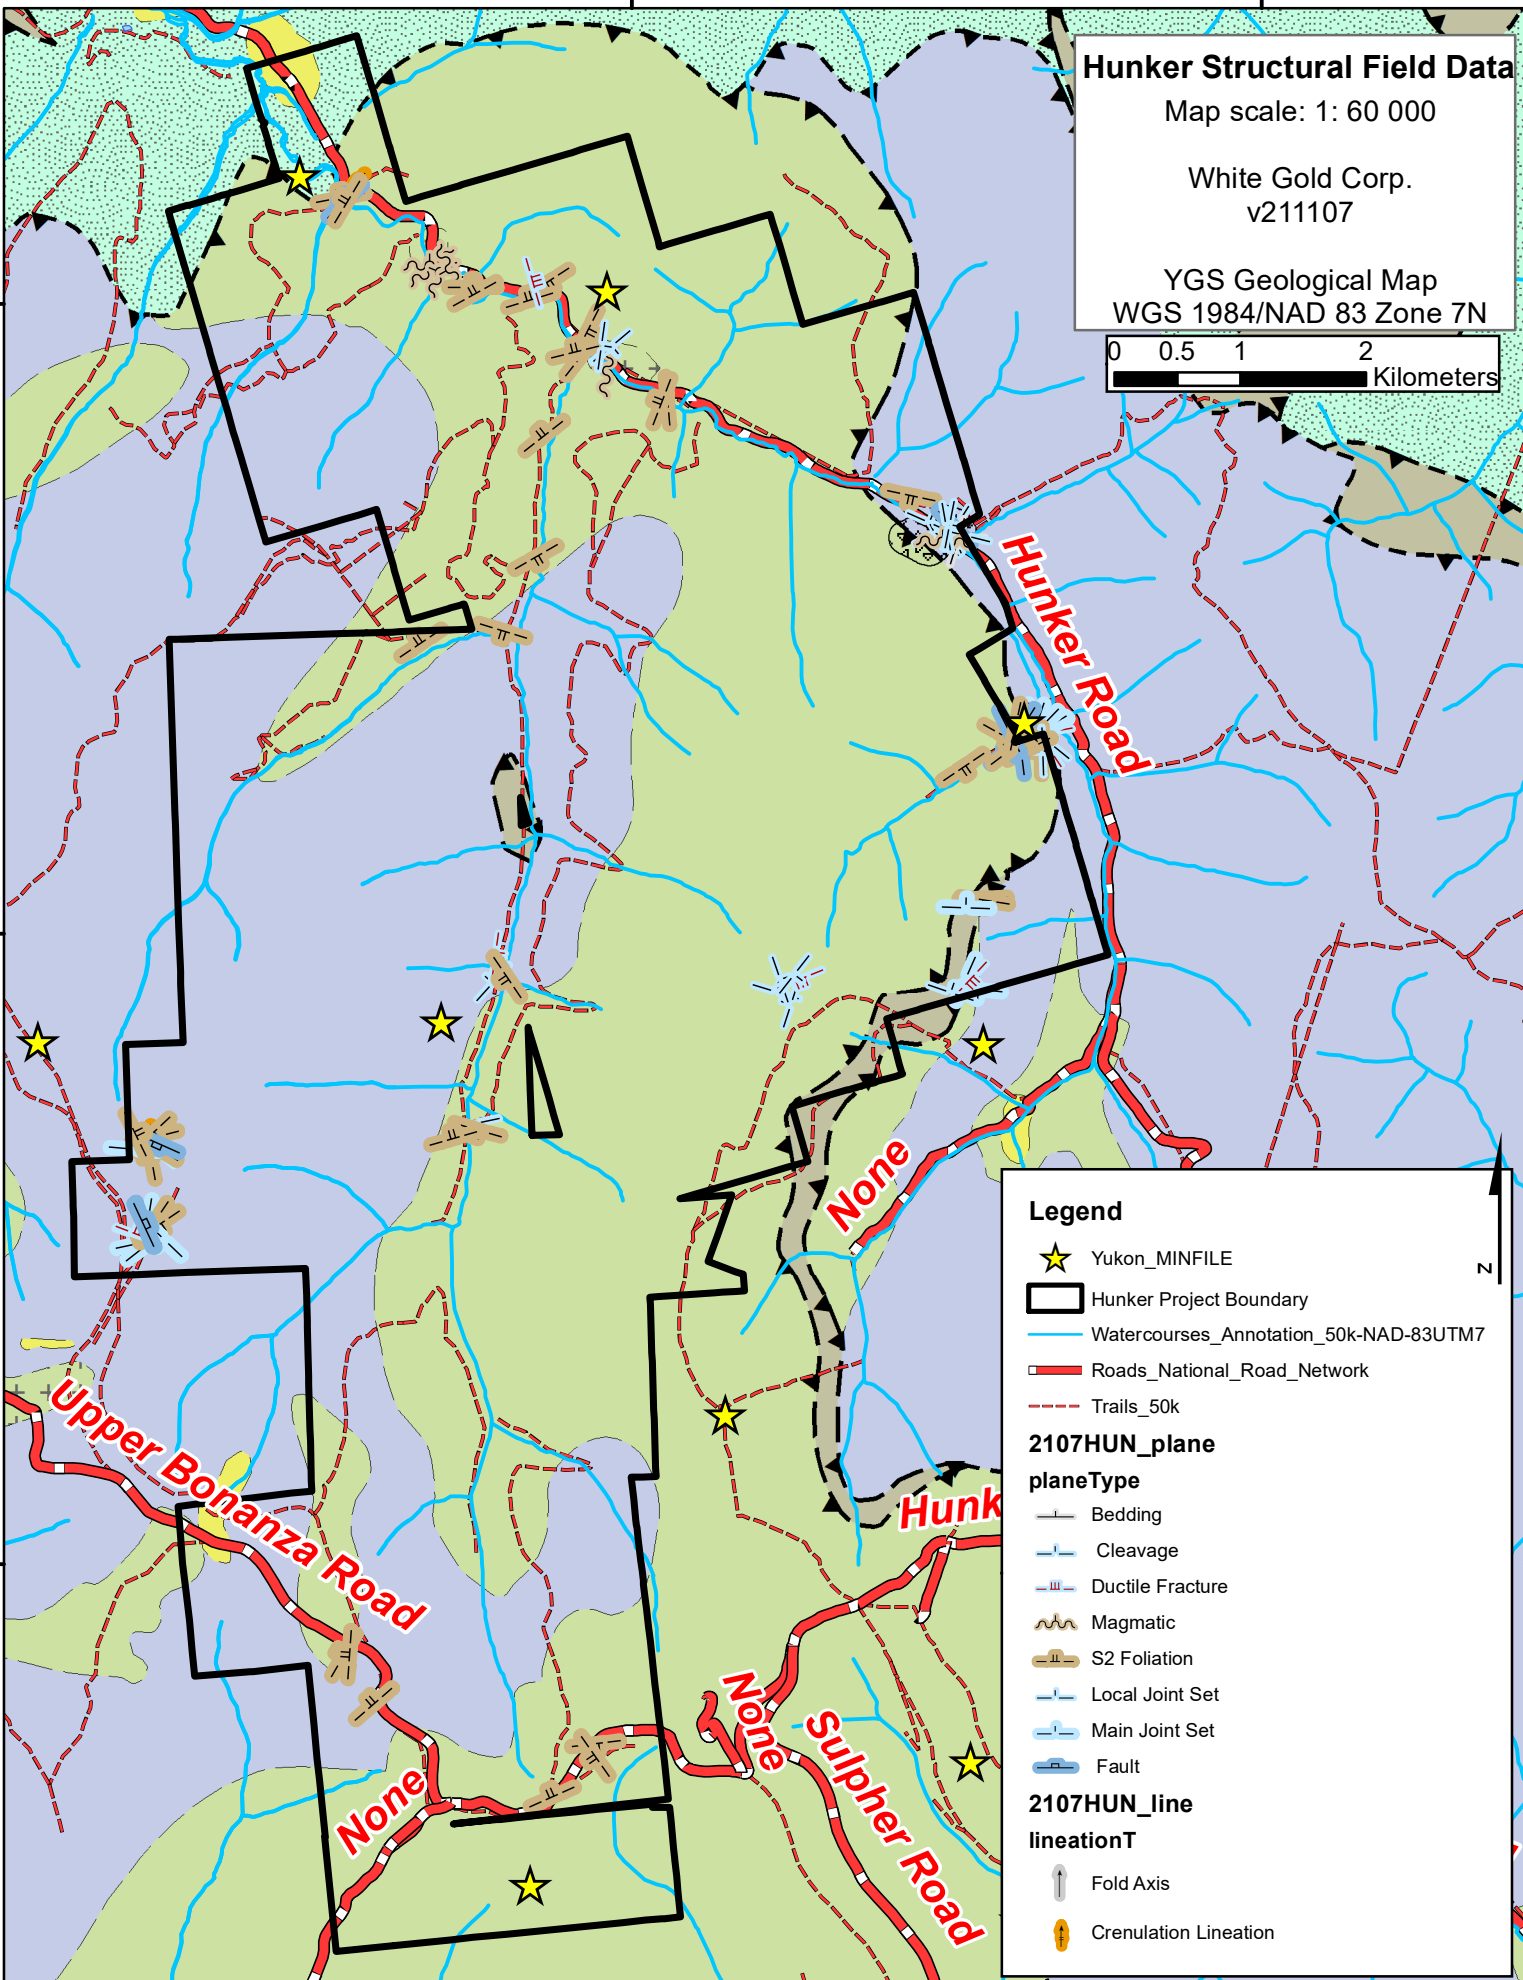 Hunker Structural Field Data
Map scale: 1: 60 000
White Gold Corp.
v211107
YGS Geological Map
WGS 1984/NAD 83 Zone 7N
0 0.5 1 2
Kilometers
Hunker Road
None
Upper Bonanza Road
Hunk
None
Sulpher Road
None
Legend
N
Yukon_MINFILE
Hunker Project Boundary
Watercourses_Annotation_50k-NAD-83UTM7
Roads_National_Road_Network
Trails_50k
2107HUN_plane
planeType
Bedding
Cleavage
Ductile Fracture
Magmatic
S2 Foliation
Local Joint Set
Main Joint Set
Fault
2107HUN_line
lineationT
Fold Axis
Crenulation Lineation